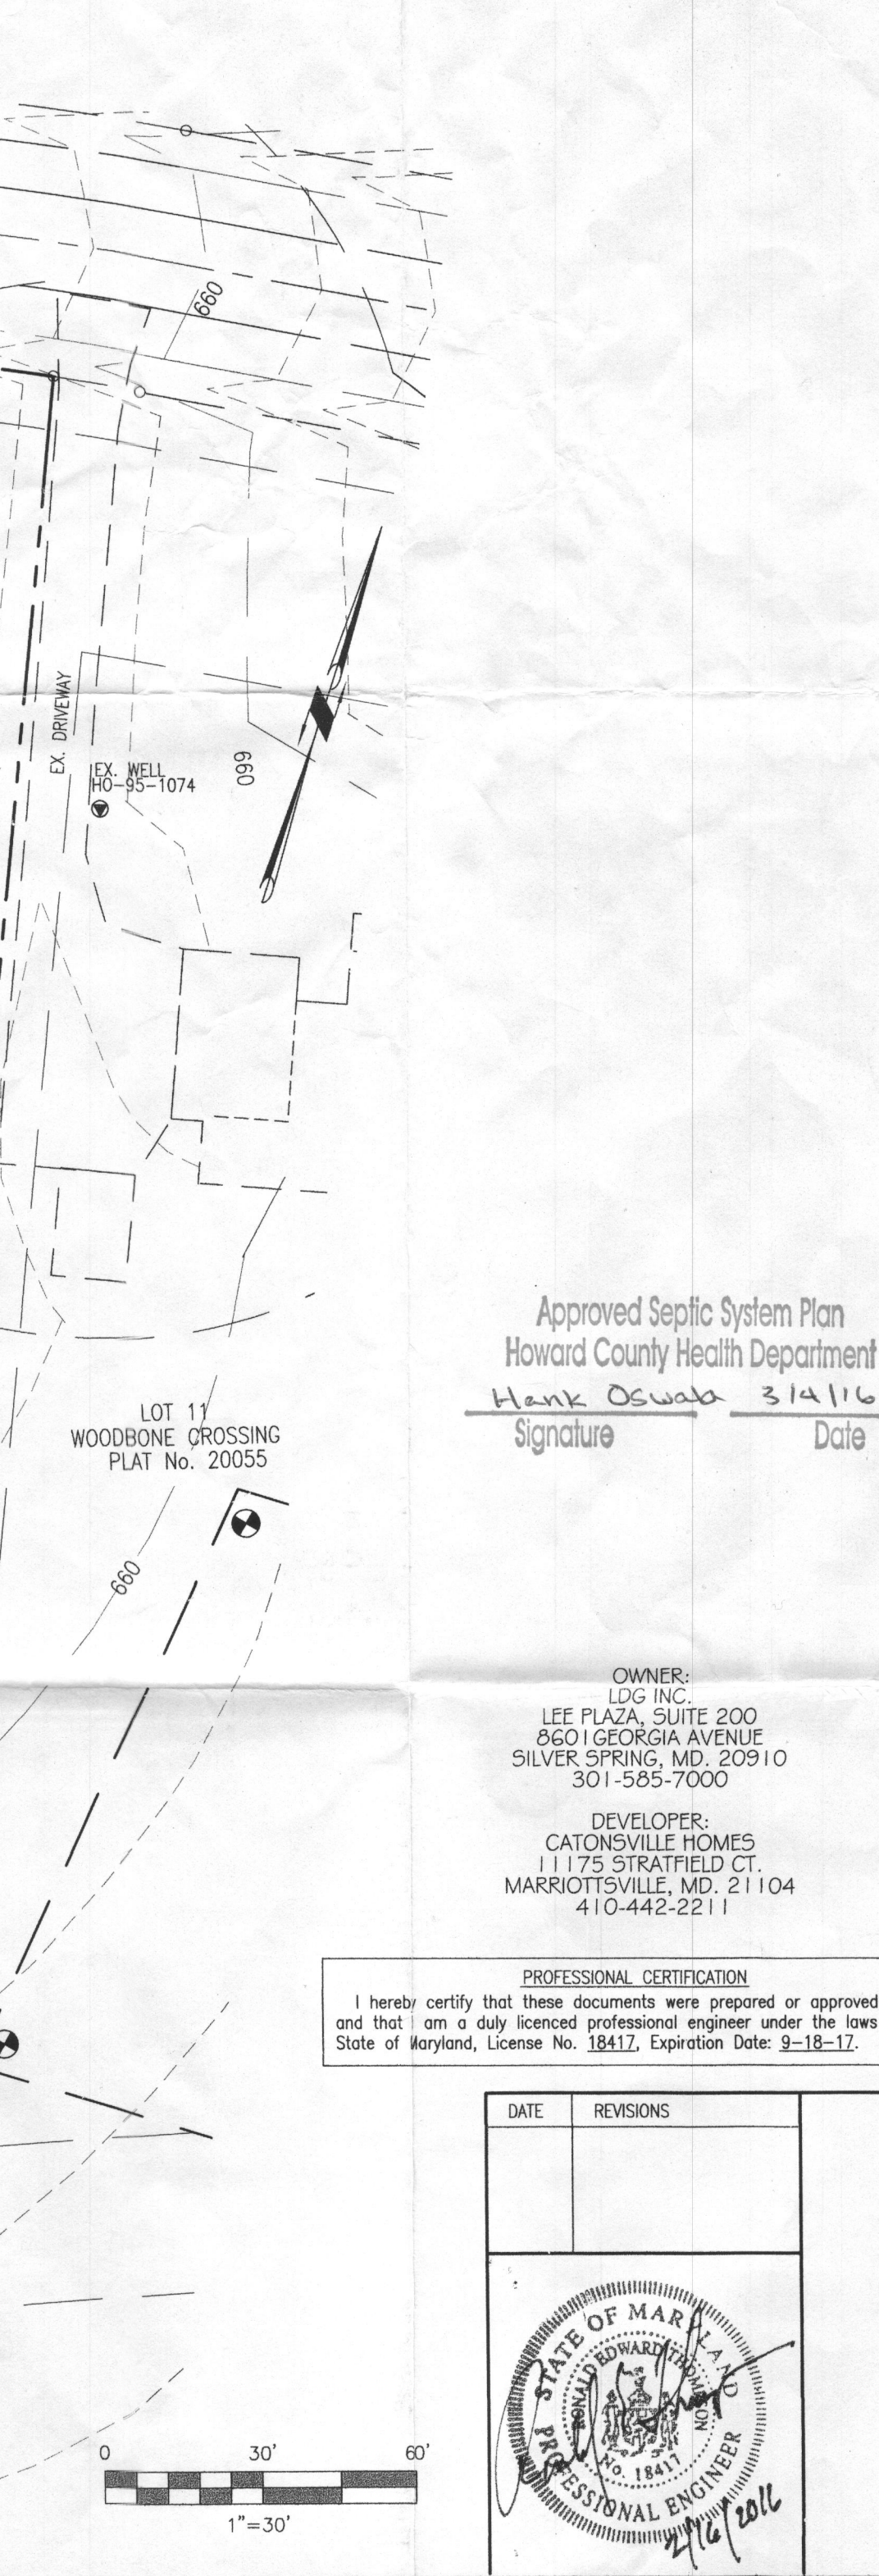 660
EX. DRIVEWAY
EX. WELL
HO-95-1074
660
Approved Septic System Plan
Howard County Health Department
Hank Oswald 3/4/16
Signature Date
LOT 11
WOODBONE CROSSING
PLAT No. 20055
660
OWNER:
LDG INC.
LEE PLAZA, SUITE 200
8601 GEORGIA AVENUE
SILVER SPRING, MD. 20910
301-585-7000
DEVELOPER:
CATONSVILLE HOMES
11175 STRATFIELD CT.
MARRIOTTSVILLE, MD. 21104
410-442-2211
PROFESSIONAL CERTIFICATION
I hereby certify that these documents were prepared or approved
and that I am a duly licenced professional engineer under the laws
State of Maryland, License No. 18417, Expiration Date: 9-18-17.
DATE REVISIONS
STATE OF MARYLAND
RONALD EDWARD THOMPSON
No. 18417
PROFESSIONAL ENGINEER
2/16/2016
0 30' 60'
1"=30'